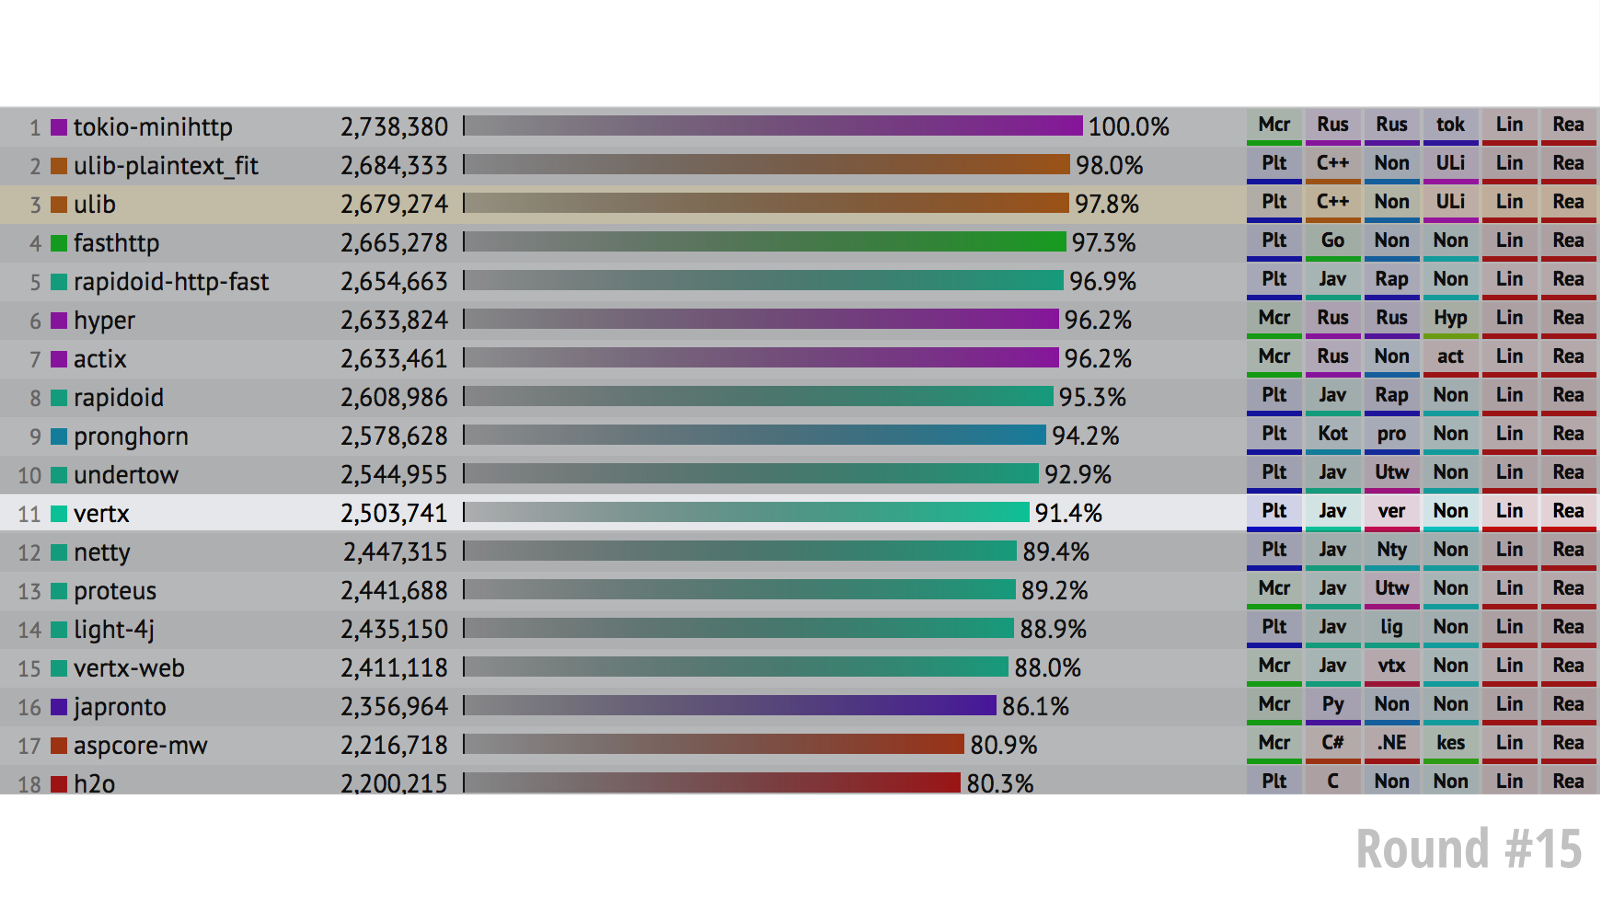 1 tokio-minihttp 2,738,380 100.0% Mcr Rus Rus tok Lin Rea
2 ulib-plaintext_fit 2,684,333 98.0% Plt C++ Non ULi Lin Rea
3 ulib 2,679,274 97.8% Plt C++ Non ULi Lin Rea
4 fasthttp 2,665,278 97.3% Plt Go Non Non Lin Rea
5 rapidoid-http-fast 2,654,663 96.9% Plt Jav Rap Non Lin Rea
6 hyper 2,633,824 96.2% Mcr Rus Rus Hyp Lin Rea
7 actix 2,633,461 96.2% Mcr Rus Non act Lin Rea
8 rapidoid 2,608,986 95.3% Plt Jav Rap Non Lin Rea
9 pronghorn 2,578,628 94.2% Plt Kot pro Non Lin Rea
10 undertow 2,544,955 92.9% Plt Jav Utw Non Lin Rea
11 vertx 2,503,741 91.4% Plt Jav ver Non Lin Rea
12 netty 2,447,315 89.4% Plt Jav Nty Non Lin Rea
13 proteus 2,441,688 89.2% Mcr Jav Utw Non Lin Rea
14 light-4j 2,435,150 88.9% Plt Jav lig Non Lin Rea
15 vertx-web 2,411,118 88.0% Mcr Jav vtx Non Lin Rea
16 japronto 2,356,964 86.1% Mcr Py Non Non Lin Rea
17 aspcore-mw 2,216,718 80.9% Mcr C# .NE kes Lin Rea
18 h2o 2,200,215 80.3% Plt C Non Non Lin Rea
Round #15